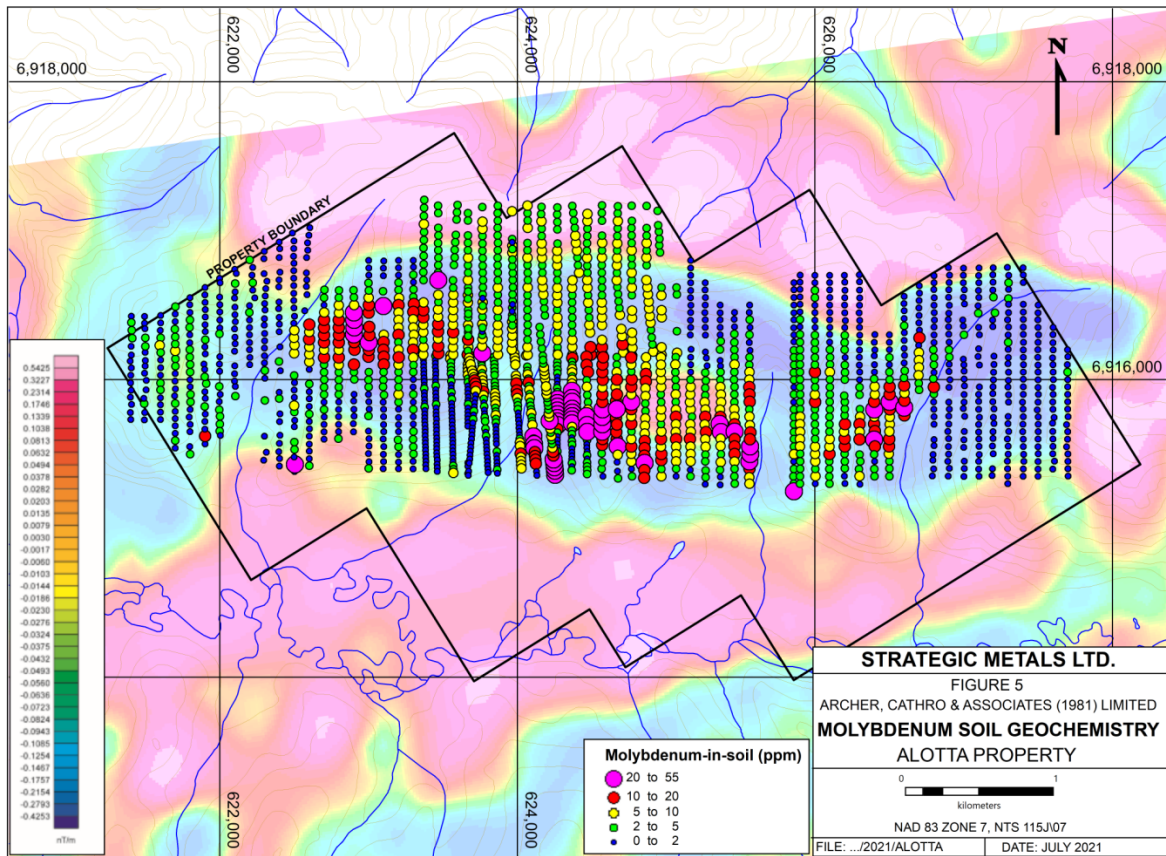 622,000
624,000
626,000
6,918,000
N
6,918,000
PROPERTY BOUNDARY
6,916,000
0.5425
0.3227
0.2314
0.1746
0.1339
0.1038
0.0813
0.0632
0.0494
0.0378
0.0282
0.0203
0.0135
0.0079
0.0030
-0.0017
-0.0060
-0.0103
-0.0144
-0.0186
-0.0230
-0.0276
-0.0324
-0.0375
-0.0432
-0.0493
-0.0560
-0.0636
-0.0723
-0.0824
-0.0943
-0.1085
-0.1254
-0.1467
-0.1757
-0.2154
-0.2793
-0.4253
nT/m
622,000
624,000
Molybdenum-in-soil (ppm)
20 to 55
10 to 20
5 to 10
2 to 5
0 to 2
STRATEGIC METALS LTD.
FIGURE 5
ARCHER, CATHRO & ASSOCIATES (1981) LIMITED
MOLYBDENUM SOIL GEOCHEMISTRY
ALOTTA PROPERTY
0 1
kilometers
NAD 83 ZONE 7, NTS 115J\07
FILE: .../2021/ALOTTA DATE: JULY 2021